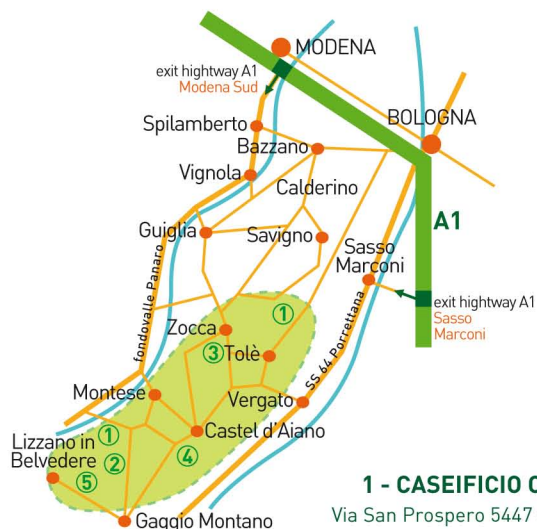 MODENA
exit hightway A1
Modena Sud
Spilamberto
Bazzano
BOLOGNA
Vignola
Calderino
Guiglia
Savigno
Sasso
Marconi
A1
fondovalle Panaro
exit hightway A1
Sasso
Marconi
1
Zocca
3
Tolè
SS 64 Porrettana
Montese
Vergato
1
Castel d'Aiano
Lizzano in
Belvedere
2
4
5
Gaggio Montano
1 - CASEIFICIO
Via San Prospero 5447